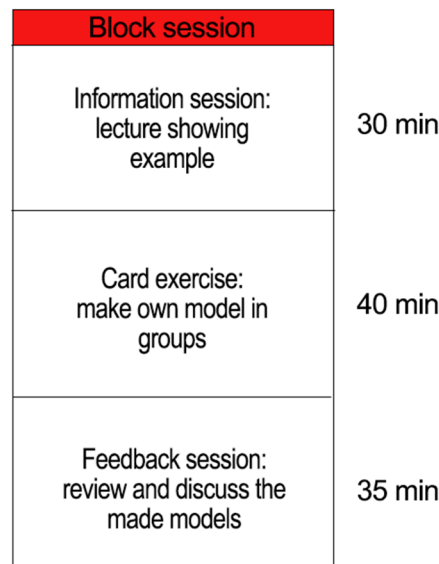 Block session
Information session:
lecture showing
example
30 min
Card exercise:
make own model in
groups
40 min
Feedback session:
review and discuss the
made models
35 min